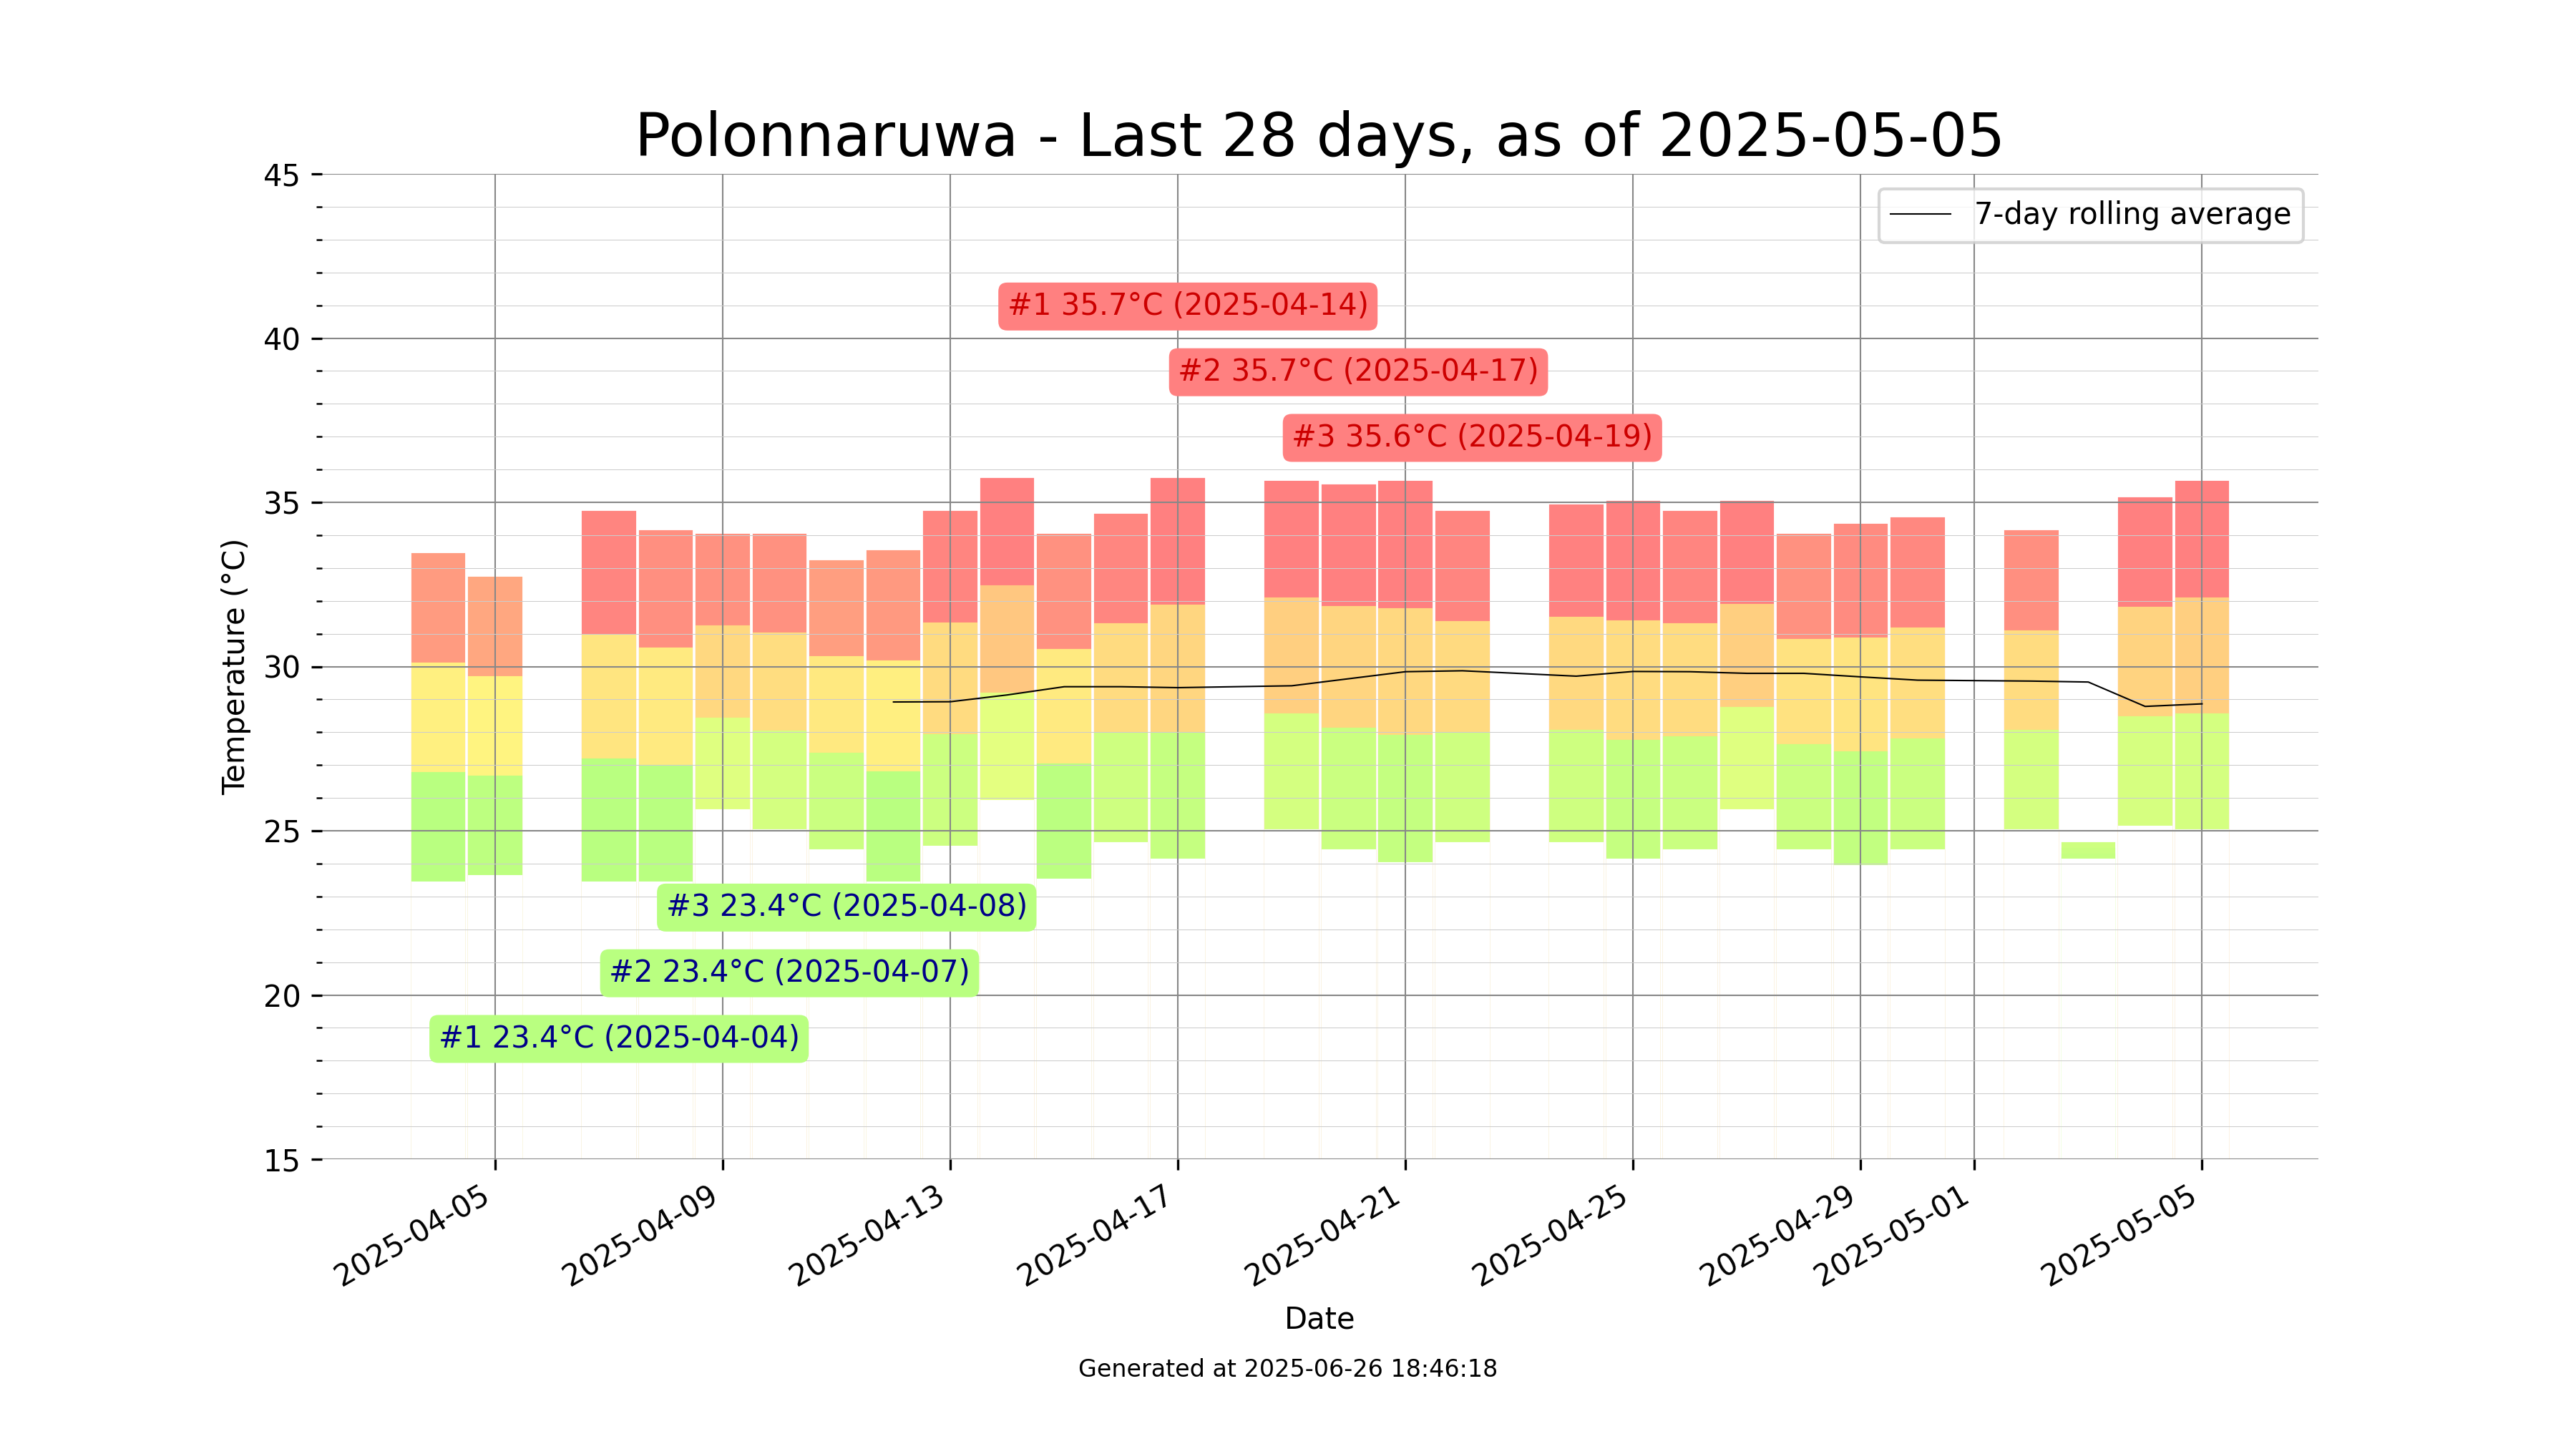 Polonnaruwa - Last 28 days, as of 2025-05-05
7-day rolling average
Temperature (°C)
45
40
35
30
25
20
15
#1 35.7°C (2025-04-14)
#2 35.7°C (2025-04-17)
#3 35.6°C (2025-04-19)
#3 23.4°C (2025-04-08)
#2 23.4°C (2025-04-07)
#1 23.4°C (2025-04-04)
2025-04-05
2025-04-09
2025-04-13
2025-04-17
2025-04-21
2025-04-25
2025-04-29
2025-05-01
2025-05-05
Date
Generated at 2025-06-26 18:46:18